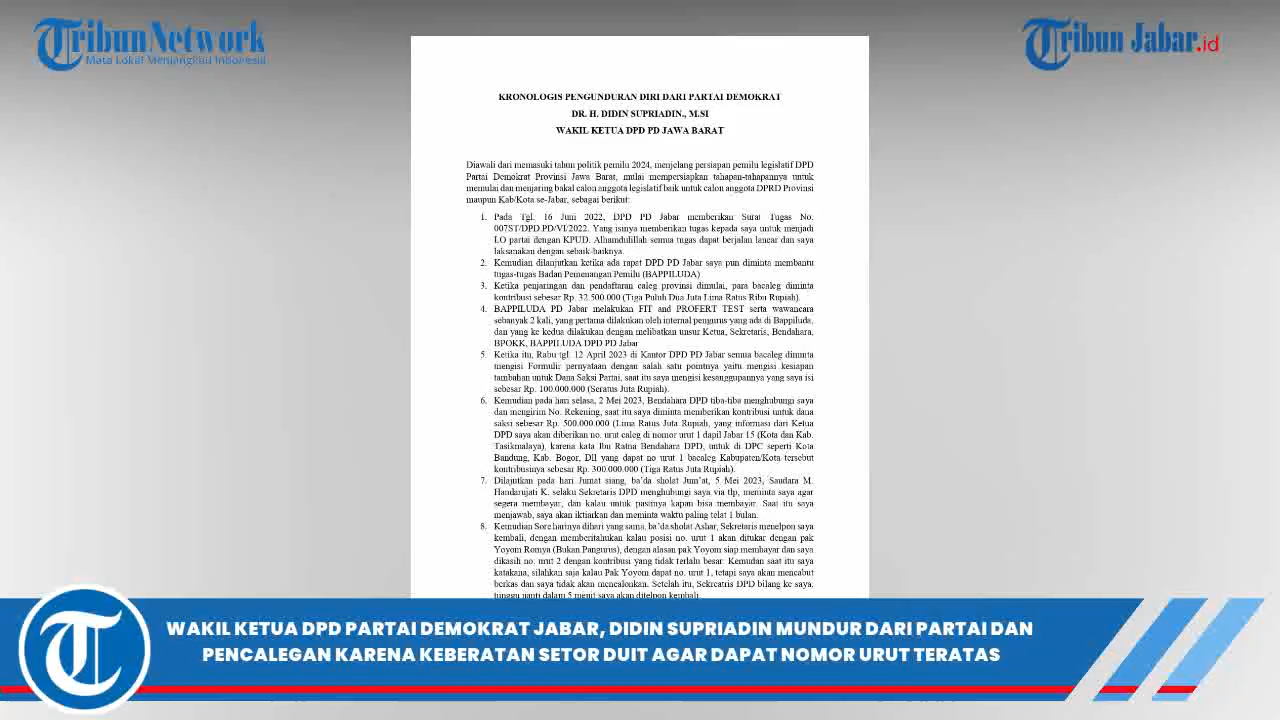 Tribun Network
Mata Lokal Menjangkau Indonesia
Tribun Jabar.id
KRONOLOGIS PENGUNDURAN DIRI DARI PARTAI DEMOKRAT
DR. H. DIDIN SUPRIADIN., M.SI
WAKIL KETUA DPD PD JAWA BARAT
Diawali dari memasuki tahun politik pemilu 2024, menjelang persiapan pemilu legislatif DPD
Partai Demokrat Provinsi Jawa Barat, mulai mempersiapkan tahapan-tahapannya untuk
memulai dan menjaring bakal calon anggota legislatif baik untuk calon anggota DPRD Provinsi
maupun Kab/Kota se-Jabar, sebagai berikut:
1. Pada Tgl. 16 Juni 2022, DPD PD Jabar memberikan Surat Tugas No.
007ST/DPD.PD/VI/2022. Yang isinya memberikan tugas kepada saya untuk menjadi
LO partai dengan KPUD. Alhamdulillah semua tugas dapat berjalan lancar dan saya
laksanakan dengan sebaik-baiknya.
2. Kemudian dilanjutkan ketika ada rapat DPD PD Jabar saya pun diminta membantu
tugas-tugas Badan Pemenangan Pemilu (BAPPILUDA)
3. Ketika penjaringan dan pendaftaran caleg provinsi dimulai, para bacaleg diminta
kontribusi sebesar Rp. 32.500.000 (Tiga Puluh Dua Juta Lima Ratus Ribu Rupiah).
4. BAPPILUDA PD Jabar melakukan FIT and PROFERT TEST serta wawancara
sebanyak 2 kali, yang pertama dilakukan oleh internal pengurus yang ada di Bappiluda,
dan yang ke kedua dilakukan dengan melibatkan unsur Ketua, Sekretaris, Bendahara,
BPOKK, BAPPILUDA DPD PD Jabar
5. Ketika itu, Rabu tgl. 12 April 2023 di Kantor DPD PD Jabar semua bacaleg diminta
mengisi Formulir pernyataan dengan salah satu pointnya yaitu mengisi kesiapan
tambahan untuk Dana Saksi Partai, saat itu saya mengisi kesanggupannya yang saya isi
sebesar Rp. 100.000.000 (Seratus Juta Rupiah).
6. Kemudian pada hari selasa, 2 Mei 2023, Bendahara DPD tiba-tiba menghubungi saya
dan mengirim No. Rekening, saat itu saya diminta memberikan kontribusi untuk dana
saksi sebesar Rp. 500.000.000 (Lima Ratus Juta Rupiah, yang informasi dari Ketua
DPD saya akan diberikan no. urut caleg di nomor urut 1 dapil Jabar 15 (Kota dan Kab.
Tasikmalaya), karena kata Ibu Ratna Bendahara DPD, untuk di DPC seperti Kota
Bandung, Kab. Bogor, Dll yang dapat no urut 1 bacaleg Kabupaten/Kota tersebut
kontribusinya sebesar Rp. 300.000.000 (Tiga Ratus Juta Rupiah).
7. Dilajutkan pada hari Jumat siang, ba'da sholat Jum'at, 5 Mei 2023, Saudara M.
Handarujati K. selaku Sekretaris DPD menghubungi saya via tlp, meminta saya agar
segera membayar, dan kalau untuk pastinya kapan bisa membayar. Saat itu saya
menjawab, saya akan iktiarkan dan meminta waktu paling telat 1 bulan.
8. Kemudian Sore harinya dihari yang sama, ba'da sholat Ashar, Sekretaris menelpon saya
kembali, dengan memberitahukan kalau posisi no. urut 1 akan ditukar dengan pak
Yoyom Romya (Bukan Pangurus), dengan alasan pak Yoyom siap membayar dan saya
dikasih no. urut 2 dengan kontribusi yang tidak terlalu besar. Kemudan saat itu saya
katakana, silahkan saja kalau Pak Yoyom dapat no. urut 1, tetapi saya akan mencabut
berkas dan saya tidak akan mencalonkan. Setelah itu, Sekreatris DPD bilang ke saya,
tunggu nanti dalam 5 menit saya akan ditelpon kembali.
WAKIL KETUA DPD PARTAI DEMOKRAT JABAR, DIDIN SUPRIADIN MUNDUR DARI PARTAI DAN
PENCALEGAN KARENA KEBERATAN SETOR DUIT AGAR DAPAT NOMOR URUT TERATAS